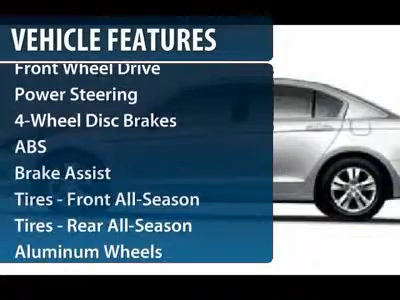 VEHICLE FEATURES
Front Wheel Drive
Power Steering
4-Wheel Disc Brakes
ABS
Brake Assist
Tires - Front All-Season
Tires - Rear All-Season
Aluminum Wheels